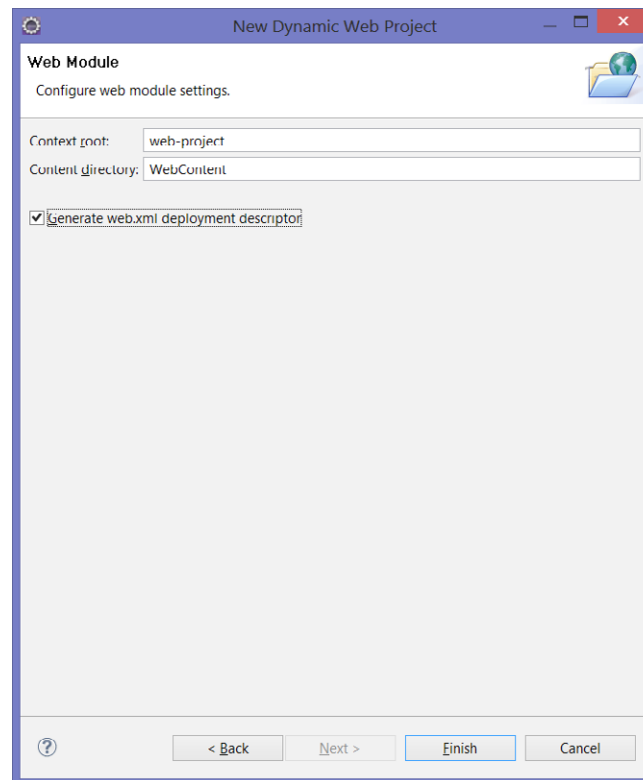 New Dynamic Web Project
Web Module
Configure web module settings.
Context root: web-project
Content directory: WebContent
Generate web.xml deployment descriptor
? < Back Next > Finish Cancel